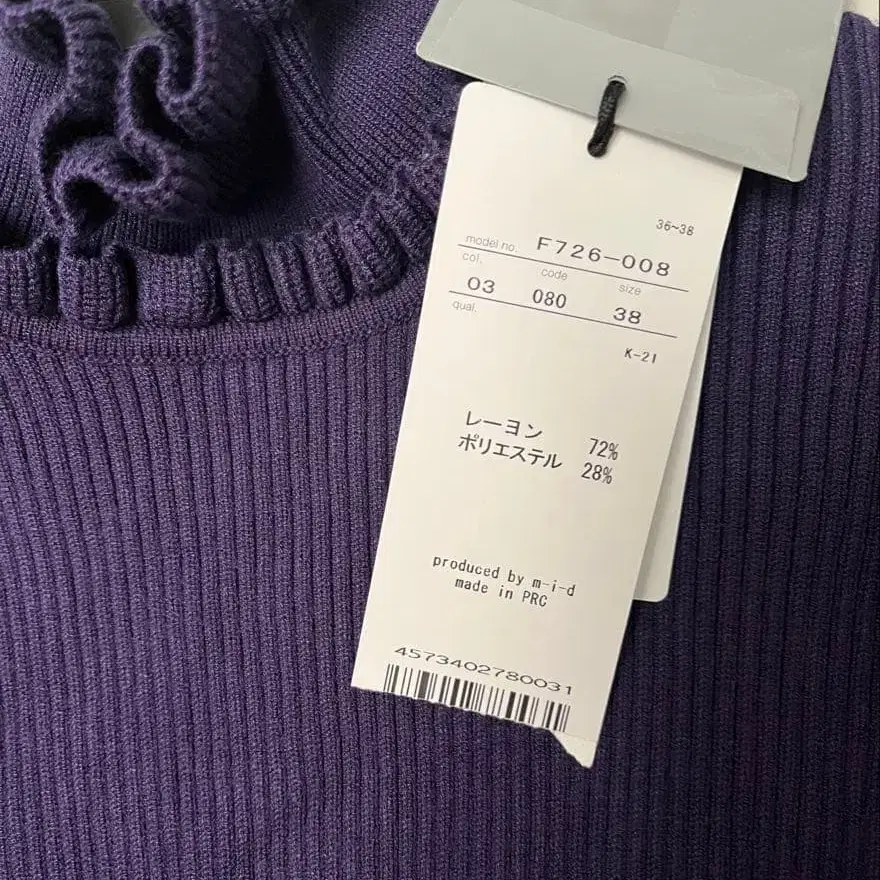 36~38
model no. F726-008
col. code size
03 080 38
qual.
K-21
レーヨン 72%
ポリエステル 28%
produced by m-i-d
made in PRC
4573402780031